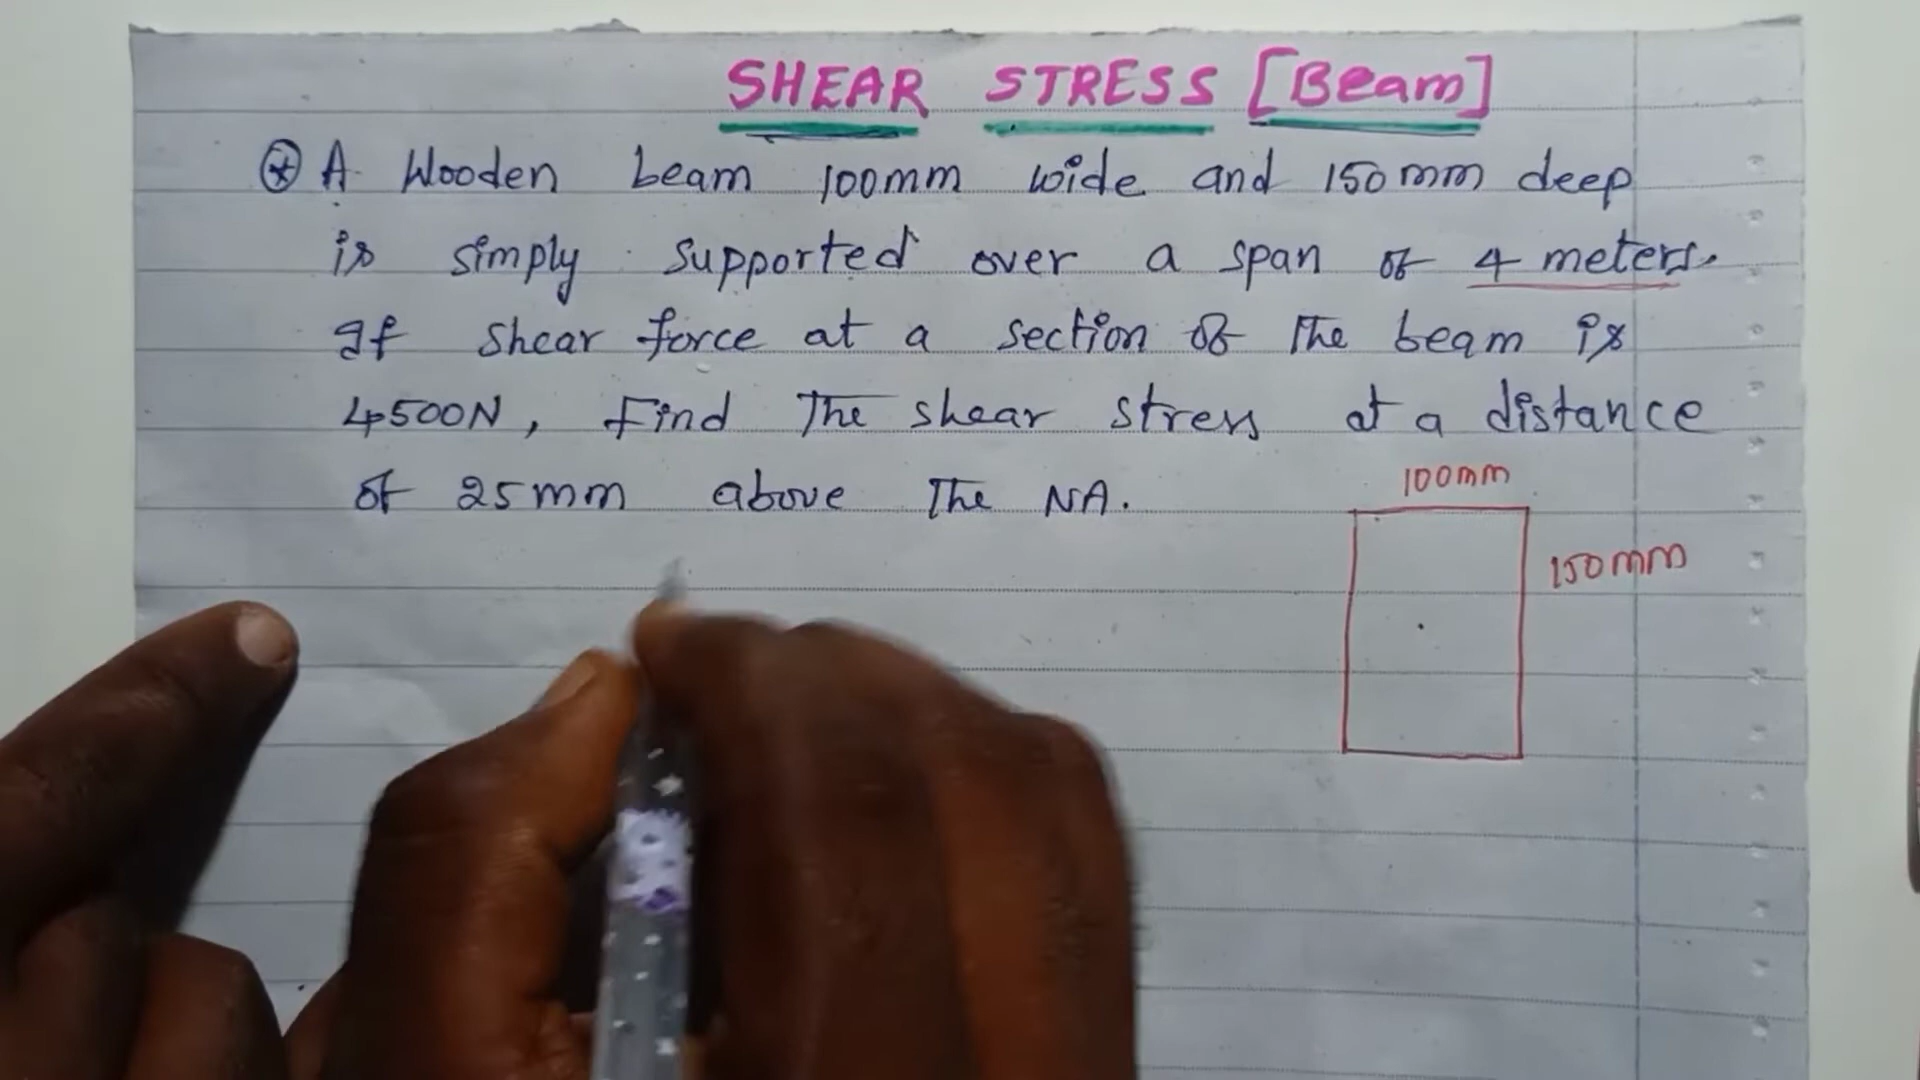 SHEAR STRESS [Beam]
⊛ A Wooden beam 100mm wide and 150mm deep
is simply supported over a span of 4 meters.
If shear force at a section of the beam is
4500N, Find the shear stress at a distance
of 25mm above the NA.
100mm
150mm